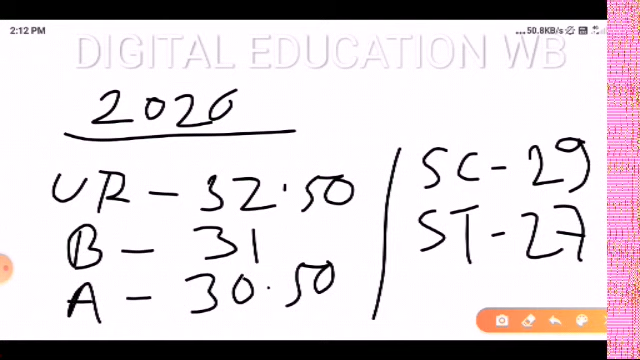 2:12 PM
...50.8KB/s
DIGITAL EDUCATION WB
2020
UR - 32.50
B - 31
A - 30.50
SC - 29
ST - 27